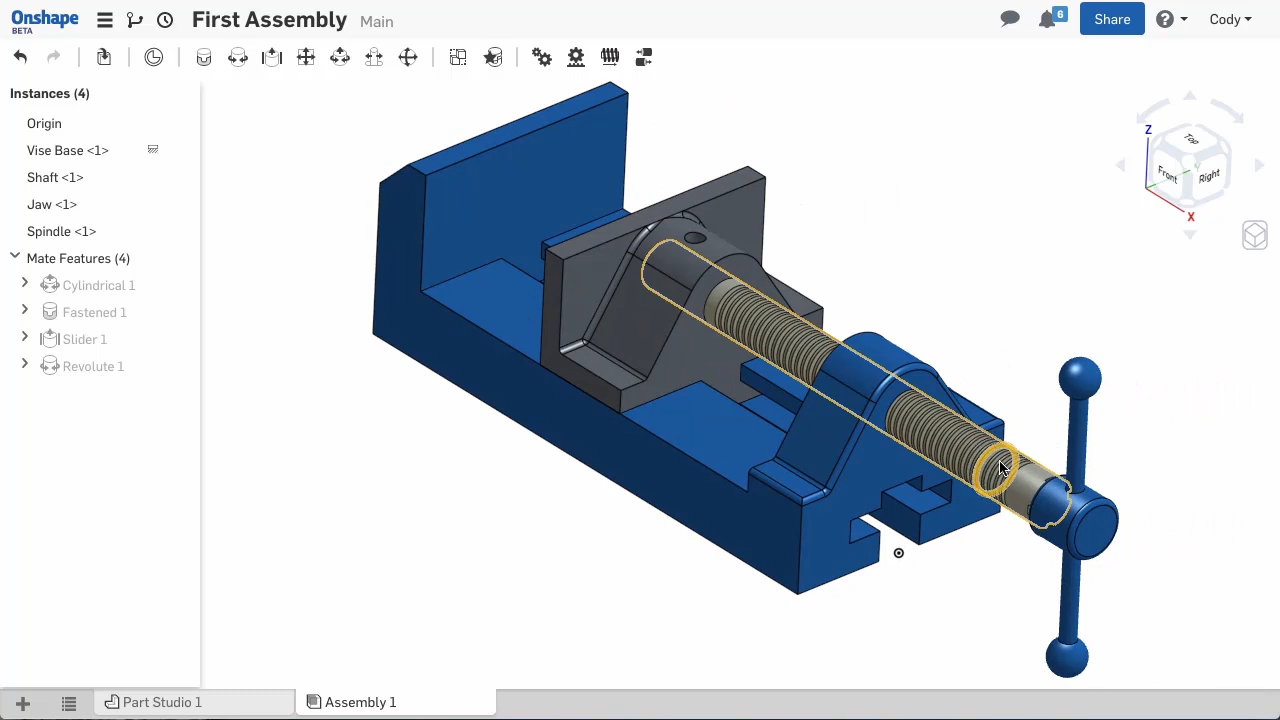 Onshape
BETA
First Assembly Main
6
Share
Cody
Instances (4)
Origin
Vise Base <1>
Shaft <1>
Jaw <1>
Spindle <1>
Mate Features (4)
Cylindrical 1
Fastened 1
Slider 1
Revolute 1
Z
Top
Front
Right
Y
X
Part Studio 1
Assembly 1